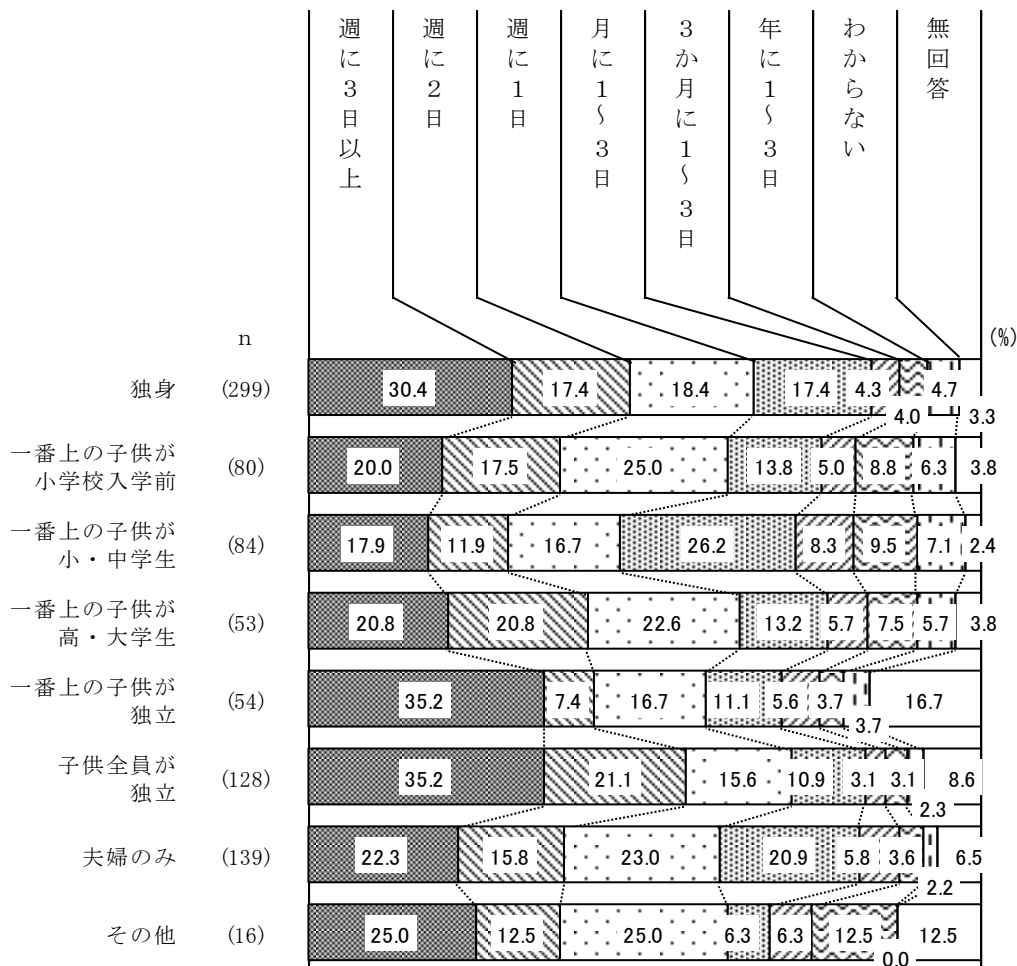 週に3日以上
週に2日
週に1日
月に1～3日
3か月に1～3日
年に1～3日
わからない
無回答
n
(%)
独身 (299) 30.4 17.4 18.4 17.4 4.3 4.0 4.7 3.3
一番上の子供が
小学校入学前 (80) 20.0 17.5 25.0 13.8 5.0 8.8 6.3 3.8
一番上の子供が
小・中学生 (84) 17.9 11.9 16.7 26.2 8.3 9.5 7.1 2.4
一番上の子供が
高・大学生 (53) 20.8 20.8 22.6 13.2 5.7 7.5 5.7 3.8
一番上の子供が
独立 (54) 35.2 7.4 16.7 11.1 5.6 3.7 3.7 16.7
子供全員が
独立 (128) 35.2 21.1 15.6 10.9 3.1 3.1 2.3 8.6
夫婦のみ (139) 22.3 15.8 23.0 20.9 5.8 3.6 2.2 6.5
その他 (16) 25.0 12.5 25.0 6.3 6.3 12.5 0.0 12.5